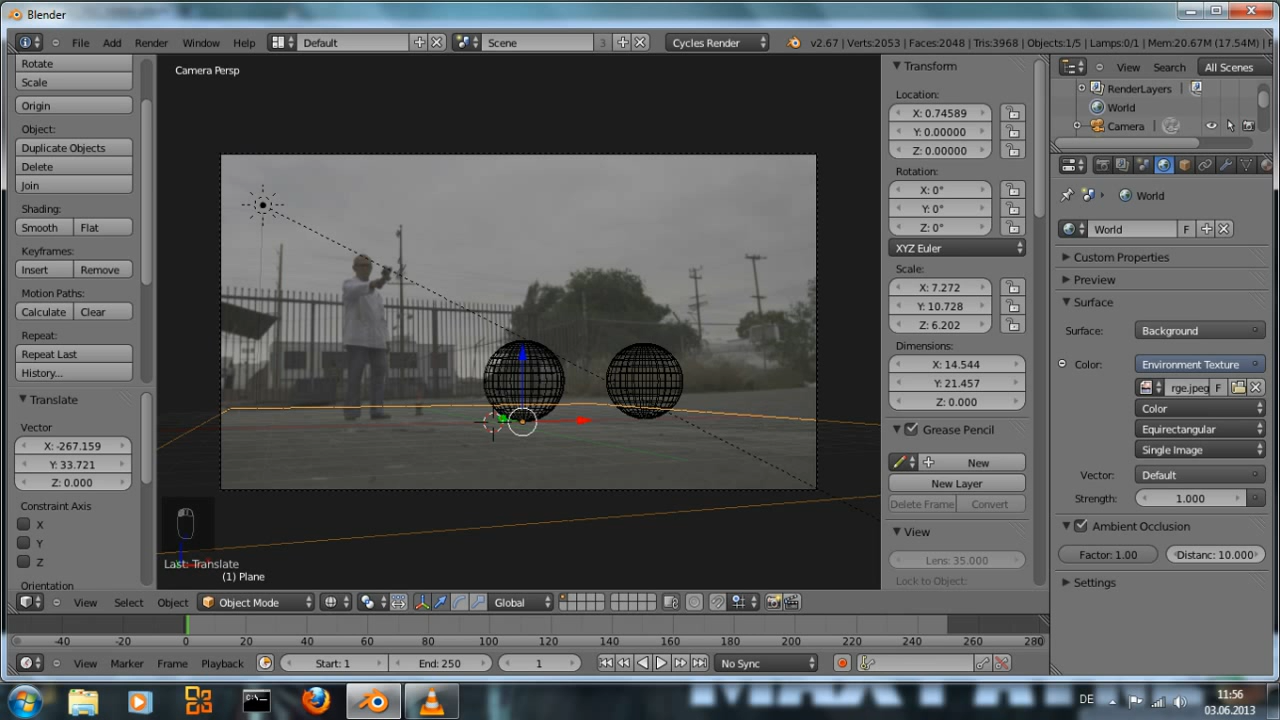 Blender
File Add Render Window Help Default Scene 3 Cycles Render v2.67 | Verts:2053 | Faces:2048 | Tris:3968 | Objects:1/5 | Lamps:0/1 | Mem:20.67M (17.54M) |
Rotate
Scale
Origin
Object:
Duplicate Objects
Delete
Join
Shading:
Smooth Flat
Keyframes:
Insert Remove
Motion Paths:
Calculate Clear
Repeat:
Repeat Last
History...
Translate
Vector
X: -267.159
Y: 33.721
Z: 0.000
Constraint Axis
X
Y
Z
Orientation
Camera Persp
Last: Translate
(1) Plane
Transform
Location:
X: 0.74589
Y: 0.00000
Z: 0.00000
Rotation:
X: 0°
Y: 0°
Z: 0°
XYZ Euler
Scale:
X: 7.272
Y: 10.728
Z: 6.202
Dimensions:
X: 14.544
Y: 21.457
Z: 0.000
Grease Pencil
New
New Layer
Delete Frame Convert
View
Lens: 35.000
Lock to Object:
View Search All Scenes
RenderLayers
World
Camera
World
World F
Custom Properties
Preview
Surface
Surface: Background
Color: Environment Texture
rge.jpeg F
Color
Equirectangular
Single Image
Vector: Default
Strength: 1.000
Ambient Occlusion
Factor: 1.00 Distanc: 10.000
Settings
View Select Object Object Mode Global
-40 -20 0 20 40 60 80 100 120 140 160 180 200 220 240 260 280
View Marker Frame Playback Start: 1 End: 250 1 No Sync
DE 11:56
03.06.2013